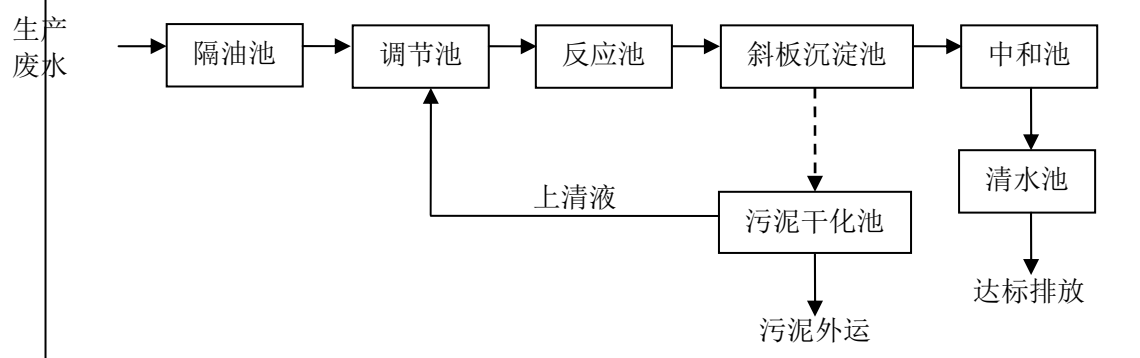 生产
废水
隔油池
调节池
反应池
斜板沉淀池
中和池
清水池
上清液
污泥干化池
达标排放
污泥外运